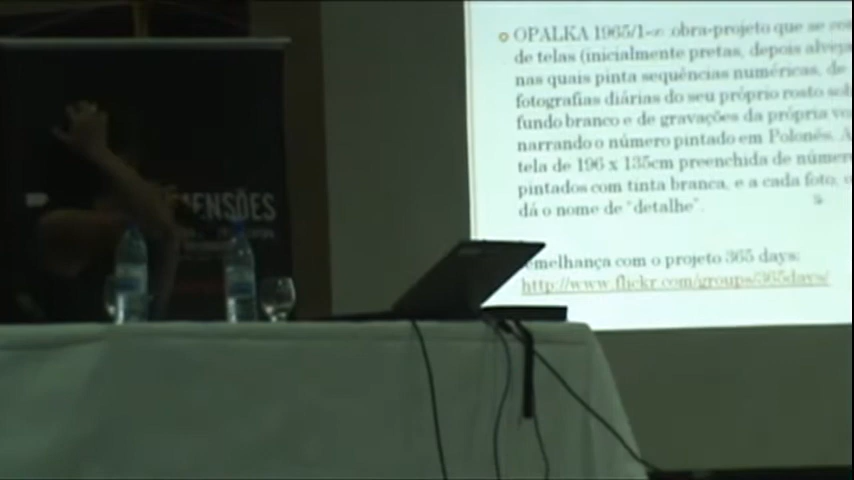 MENSÕES
OPALKA 1965/1-∞ :obra-projeto que se
de telas (inicialmente pretas, depois
nas quais pinta sequências numéricas, de
fotografias diárias do seu próprio rosto
fundo branco e de gravações da própria
narrando o número pintado em Polonês.
tela de 196 x 135cm preenchida de
pintados com tinta branca, e a cada foto,
dá o nome de "detalhe".
emelhança com o projeto 365 days:
http://www.flickr.com/groups/365days/